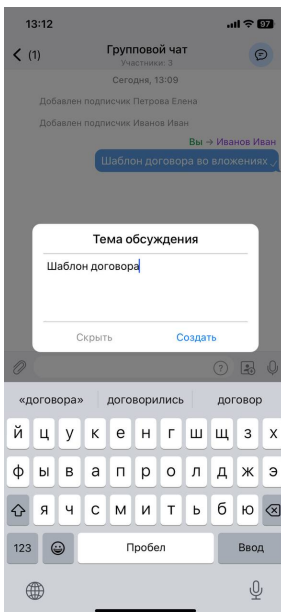 13:12
97
(1)
Групповой чат
Участники: 3
Сегодня, 13:09
Добавлен подписчик Петрова Елена
Добавлен подписчик Иванов Иван
Вы → Иванов Иван
Шаблон договора во вложениях
Тема обсуждения
Шаблон договора
Скрыть
Создать
?
«договора»
договорились
договор
й ц у к е н г ш щ з х
ф ы в а п р о л д ж э
я ч с м и т ь б ю
123
Пробел
Ввод